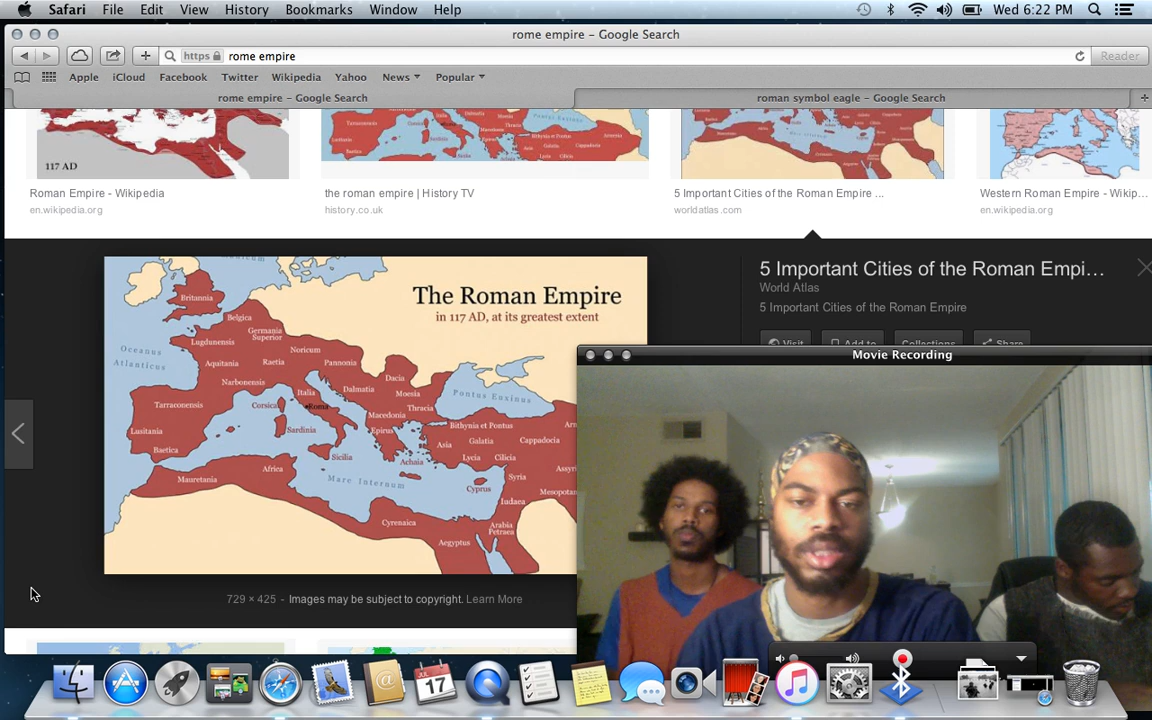 Safari File Edit View History Bookmarks Window Help Wed 6:22 PM
rome empire – Google Search
https rome empire Reader
Apple iCloud Facebook Twitter Wikipedia Yahoo News Popular
rome empire – Google Search roman symbol eagle – Google Search
117 AD
Roman Empire - Wikipedia
en.wikipedia.org
the roman empire | History TV
history.co.uk
5 Important Cities of the Roman Empire ...
worldatlas.com
Western Roman Empire - Wikip...
en.wikipedia.org
The Roman Empire
in 117 AD, at its greatest extent
Britannia
Oceanus
Atlanticus
Belgica
Lugdunensis
Germania
Superior
Noricum
Aquitania
Raetia
Pannonia
Narbonensis
Italia
Dalmatia
Dacia
Moesia
Pontus Euxinus
Tarraconensis
Corsica
Roma
Macedonia
Thracia
Bithynia et Pontus
Lusitania
Sardinia
Epirus
Asia
Galatia
Cappadocia
Baetica
Sicilia
Achaia
Lycia
Cilicia
Mauretania
Africa
Mare Internum
Cyprus
Syria
Iudaea
Cyrenaica
Arabia
Petraea
Aegyptus
729 × 425 - Images may be subject to copyright. Learn More
5 Important Cities of the Roman Empi...
World Atlas
5 Important Cities of the Roman Empire
Visit Add to Collections Share
Movie Recording
JUL
17